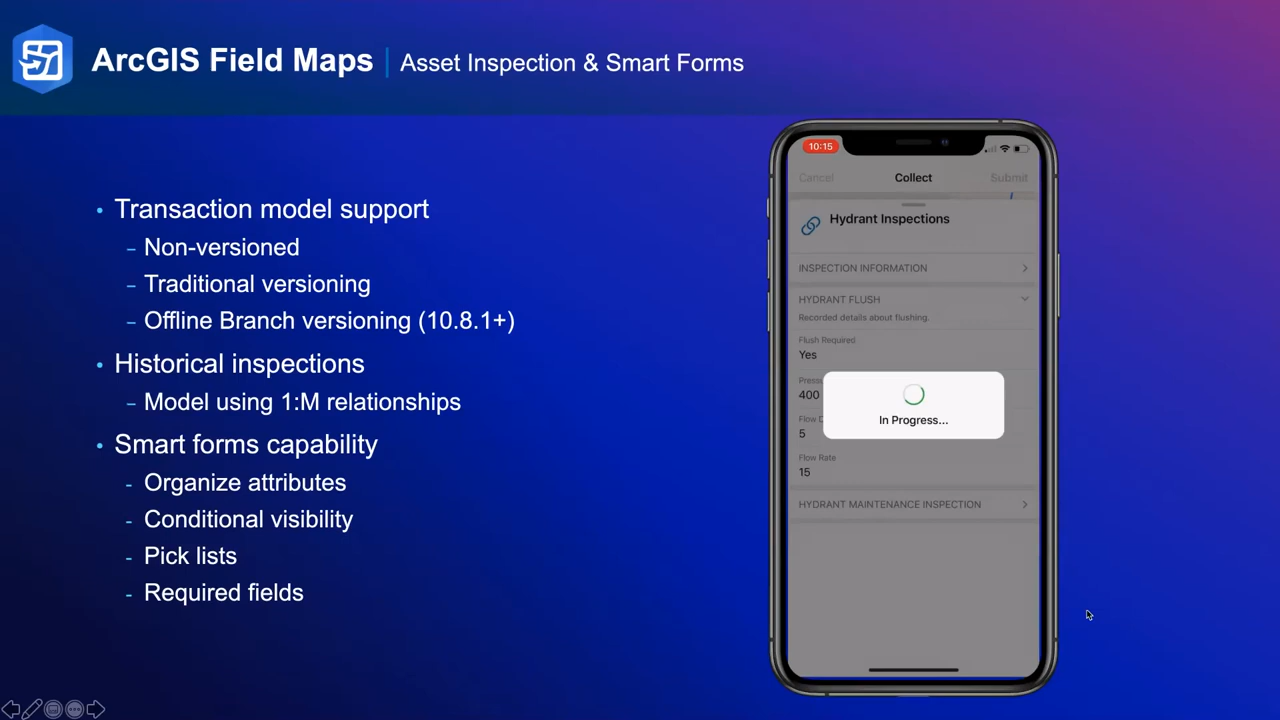 ArcGIS Field Maps | Asset Inspection & Smart Forms
• Transaction model support
– Non-versioned
– Traditional versioning
– Offline Branch versioning (10.8.1+)
• Historical inspections
– Model using 1:M relationships
• Smart forms capability
- Organize attributes
- Conditional visibility
- Pick lists
- Required fields
10:15
Cancel Collect Submit
Hydrant Inspections
INSPECTION INFORMATION
HYDRANT FLUSH
Recorded details about flushing.
Flush Required
Yes
400
In Progress...
5
Flow Rate
15
HYDRANT MAINTENANCE INSPECTION